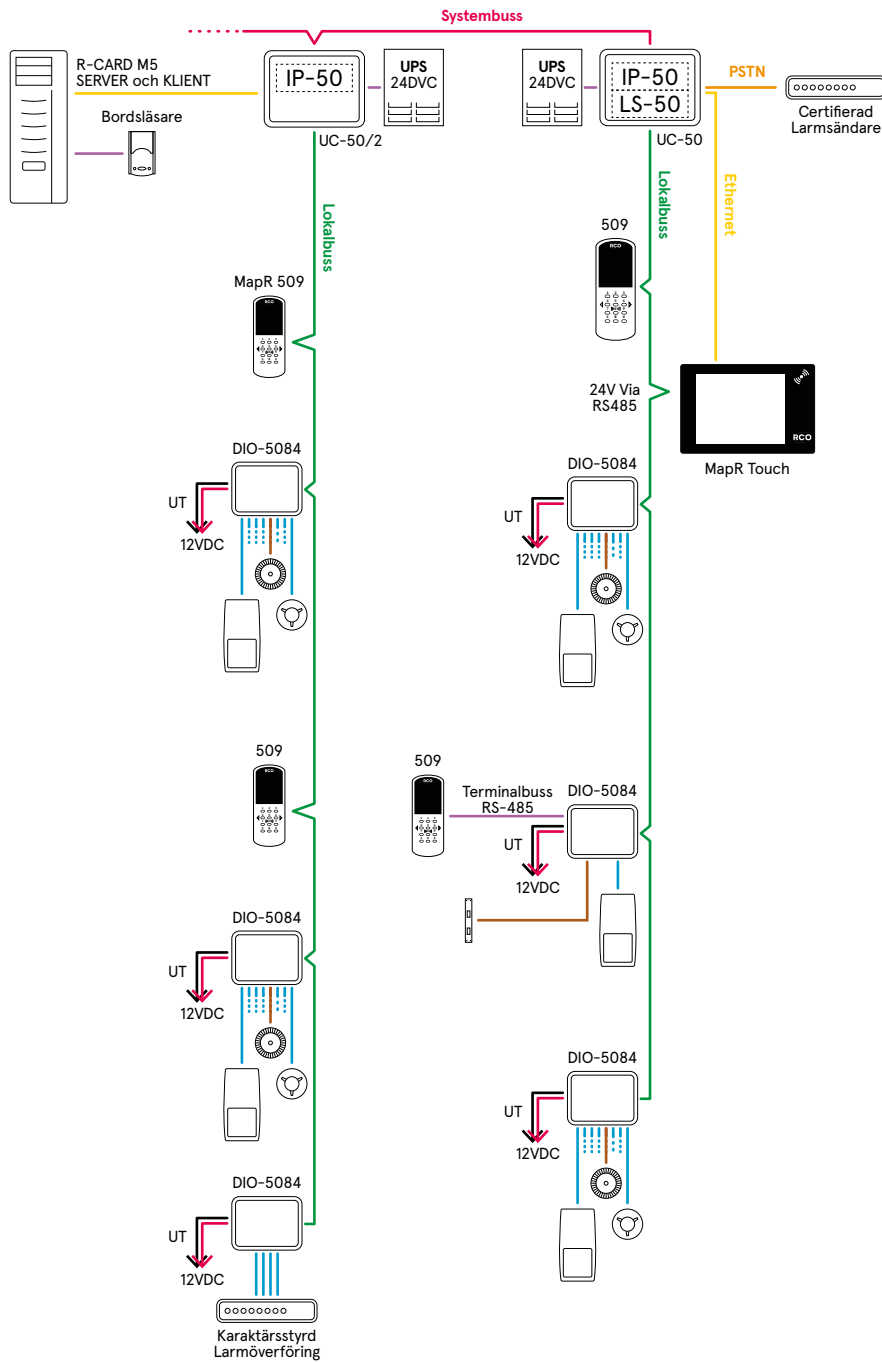 Systembuss
R-CARD M5
SERVER och KLIENT
Bordsläsare
IP-50
UPS
24DVC
UC-50/2
UPS
24DVC
IP-50
LS-50
UC-50
PSTN
Certifierad
Larmsändare
Ethernet
Lokalbuss
Lokalbuss
509
RCO
MapR 509
RCO
24V Via
RS485
RCO
MapR Touch
DIO-5084
UT
12VDC
DIO-5084
UT
12VDC
509
RCO
509
RCO
Terminalbuss
RS-485
DIO-5084
UT
12VDC
DIO-5084
UT
12VDC
DIO-5084
UT
12VDC
DIO-5084
UT
12VDC
Karaktärsstyrd
Larmöverföring